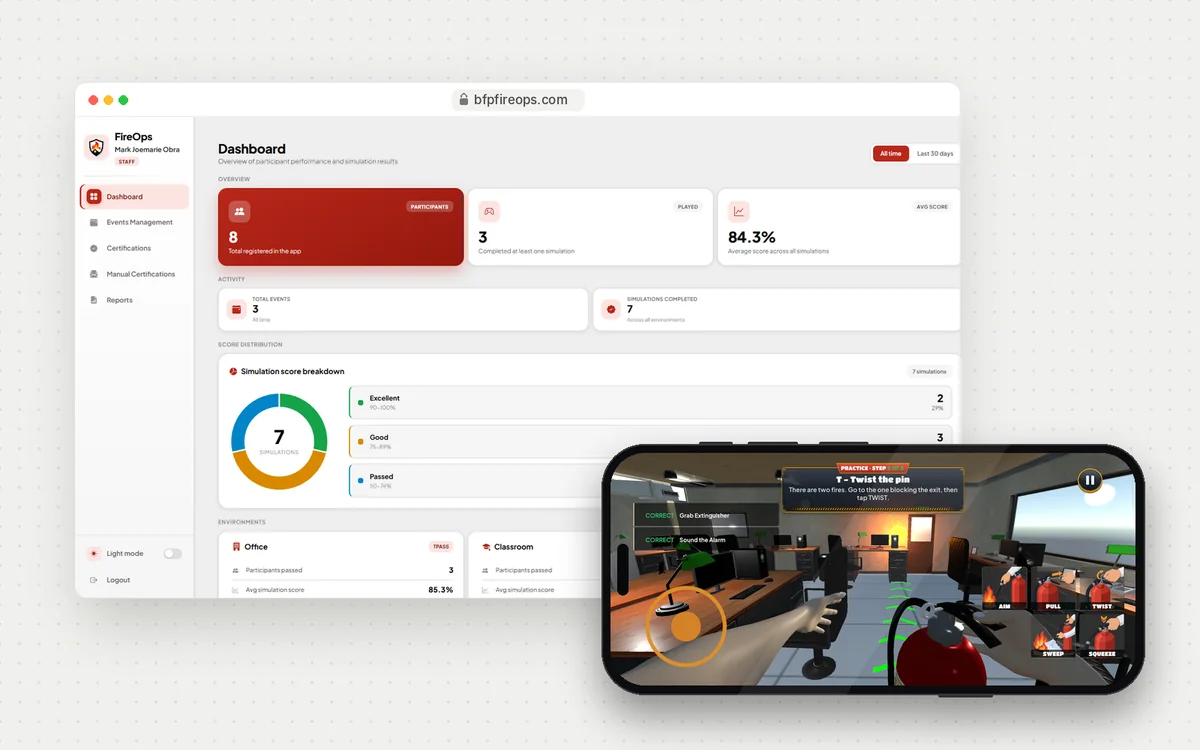 bfpfireops.com
FireOps
Mark Joemarie Obra
STAFF
Dashboard
Events Management
Certifications
Manual Certifications
Reports
Light mode
Logout
Dashboard
Overview of participant performance and simulation results
All time
Last 30 days
OVERVIEW
PARTICIPANTS
8
Total registered in the app
PLAYED
3
Completed at least one simulation
AVG SCORE
84.3%
Average score across all simulations
ACTIVITY
TOTAL EVENTS
3
All time
SIMULATIONS COMPLETED
7
Across all environments
SCORE DISTRIBUTION
Simulation score breakdown
7 simulations
7
SIMULATIONS
Excellent
90–100%
2
29%
Good
75–89%
3
Passed
50–74%
ENVIRONMENTS
Office
TPASS
Participants passed
3
Avg simulation score
85.3%
Classroom
Participants passed
Avg simulation score
PRACTICE · STEP
T - Twist the pin
There are two fires. Go to the one blocking the exit, then
tap TWIST.
CORRECT Grab Extinguisher
CORRECT Sound the Alarm
AIM
PULL
TWIST
SWEEP
SQUEEZE